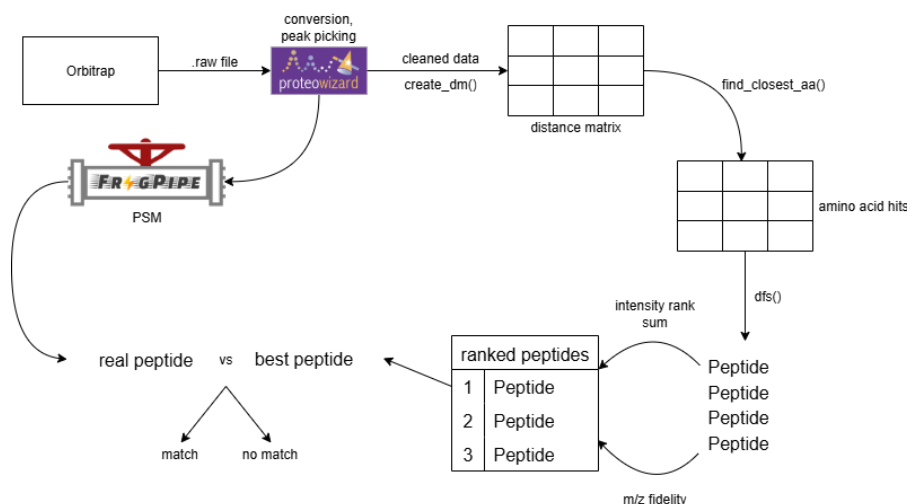 conversion,
peak picking
Orbitrap
.raw file
proteowizard
cleaned data
create_dm()
distance matrix
find_closest_aa()
FRAGPIPE
PSM
amino acid hits
dfs()
intensity rank
sum
real peptide vs best peptide
match
no match
ranked peptides
1 Peptide
2 Peptide
3 Peptide
Peptide
Peptide
Peptide
Peptide
m/z fidelity